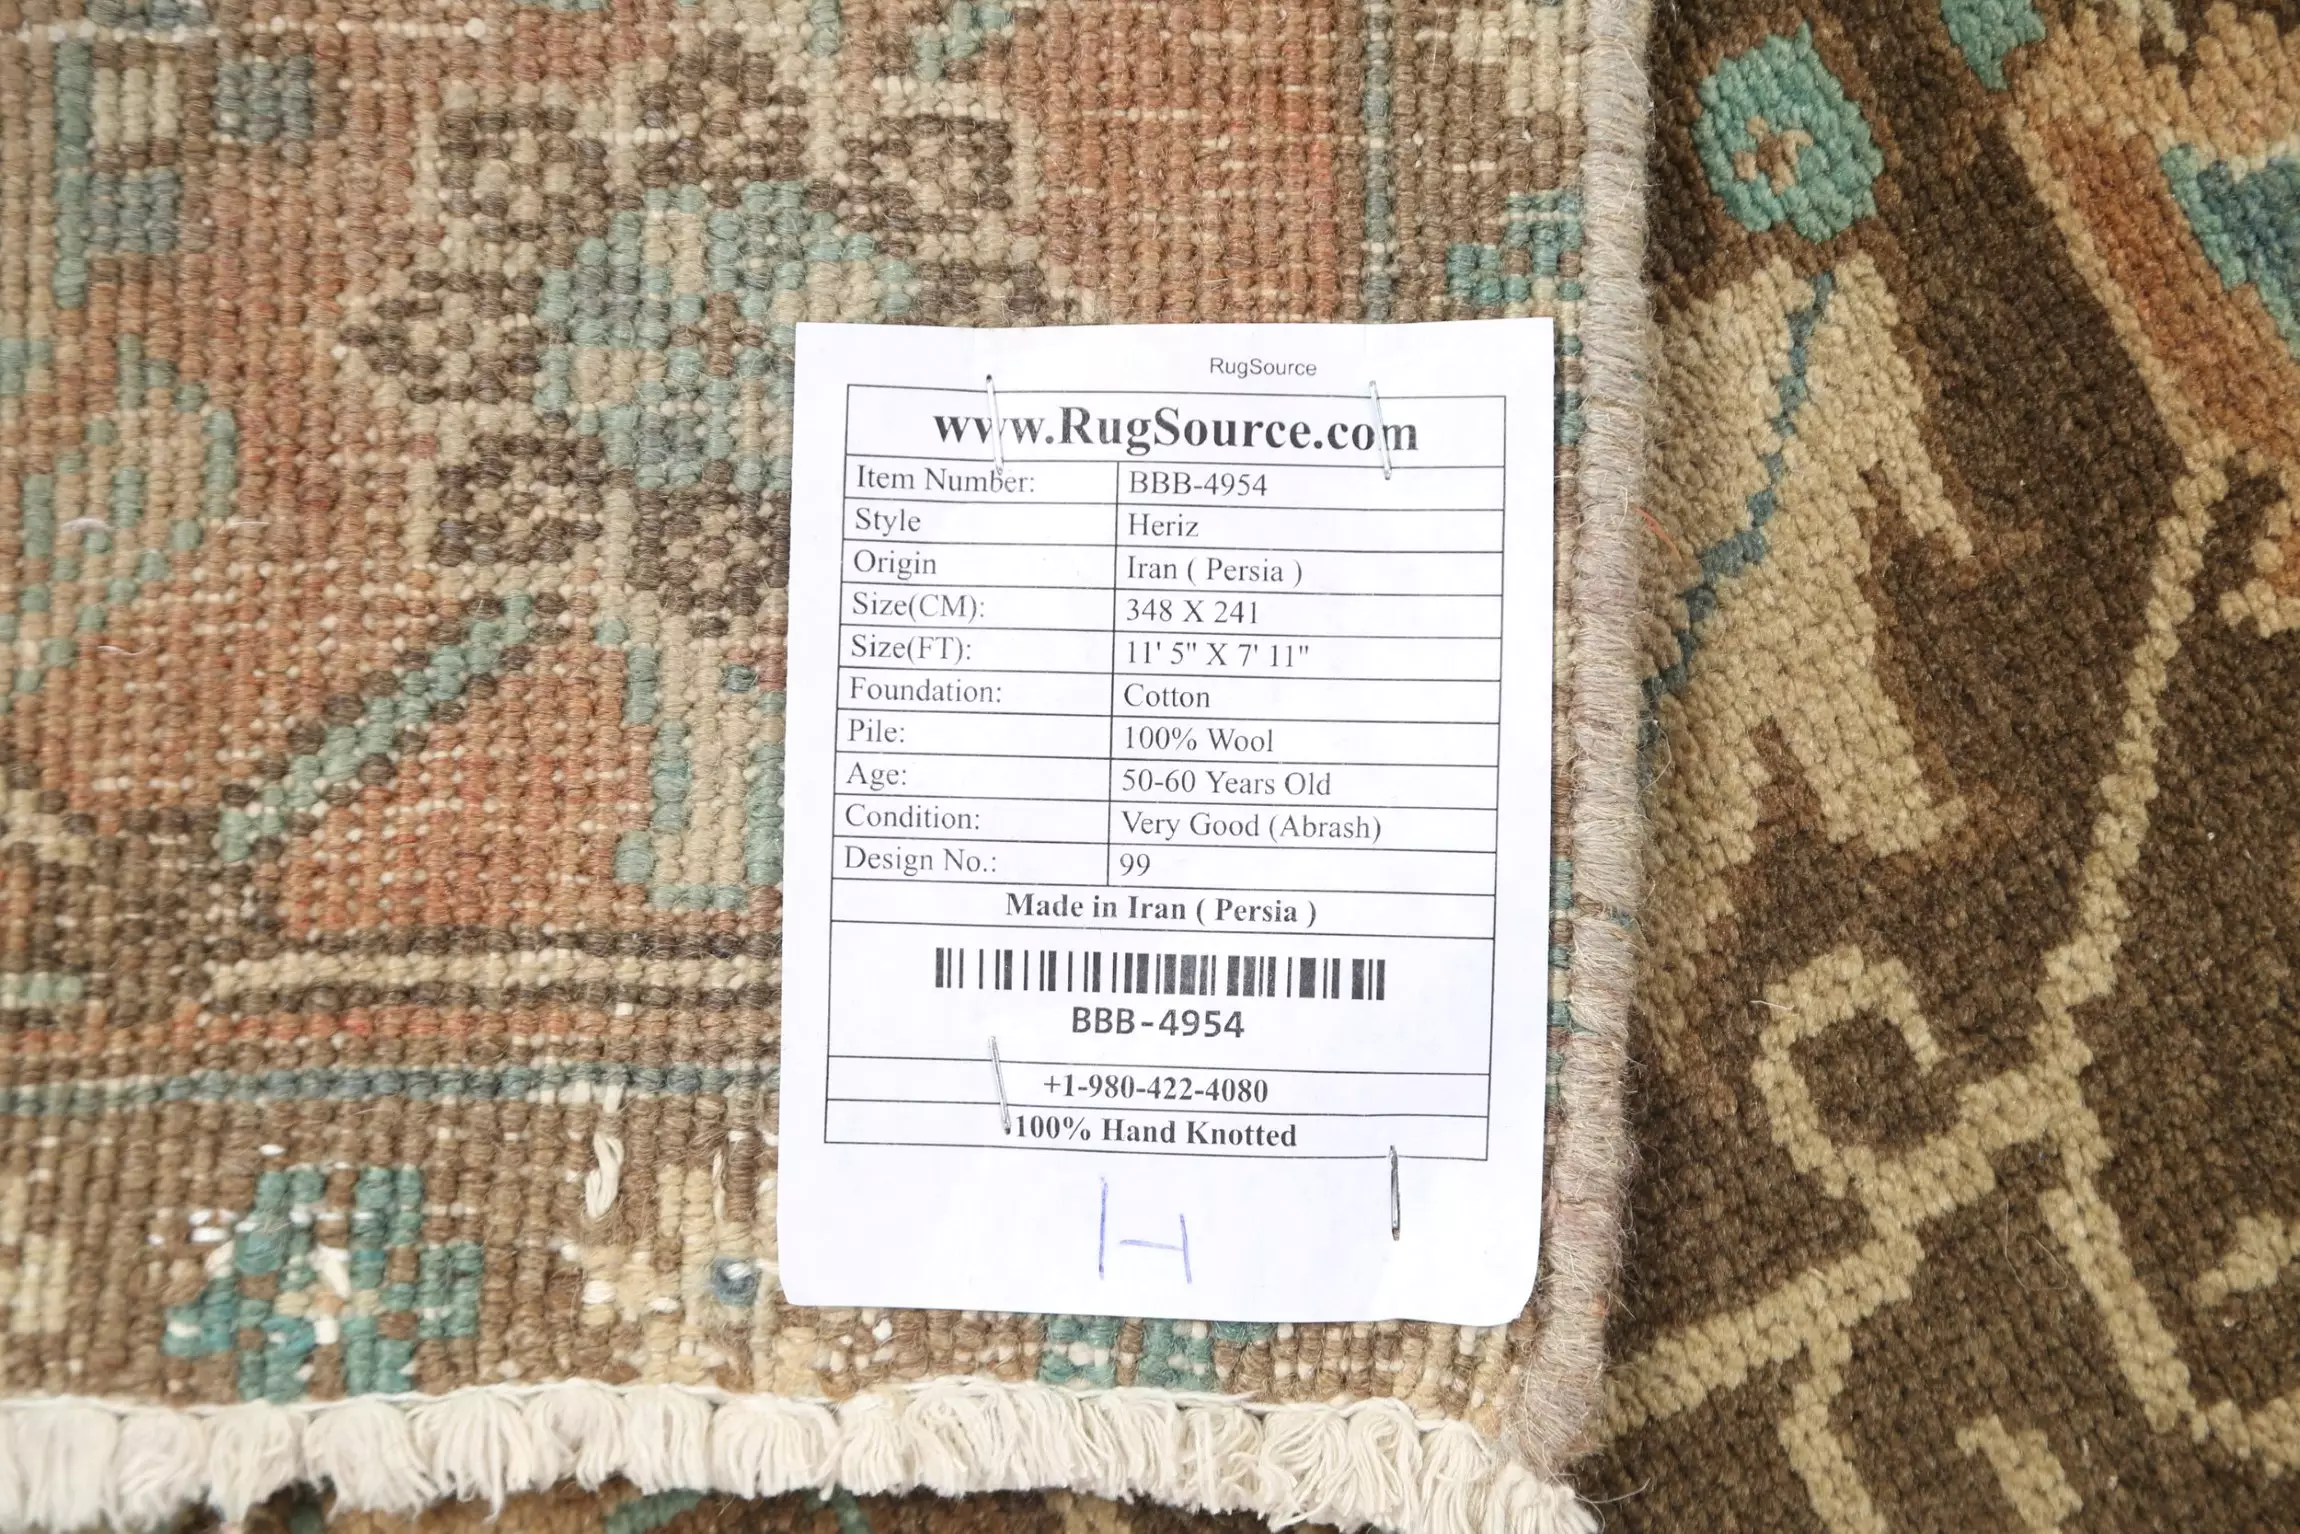 RugSource
www.RugSource.com
Item Number: BBB-4954
Style Heriz
Origin Iran ( Persia )
Size(CM): 348 X 241
Size(FT): 11' 5" X 7' 11"
Foundation: Cotton
Pile: 100% Wool
Age: 50-60 Years Old
Condition: Very Good (Abrash)
Design No.: 99
Made in Iran ( Persia )
BBB-4954
+1-980-422-4080
100% Hand Knotted
H